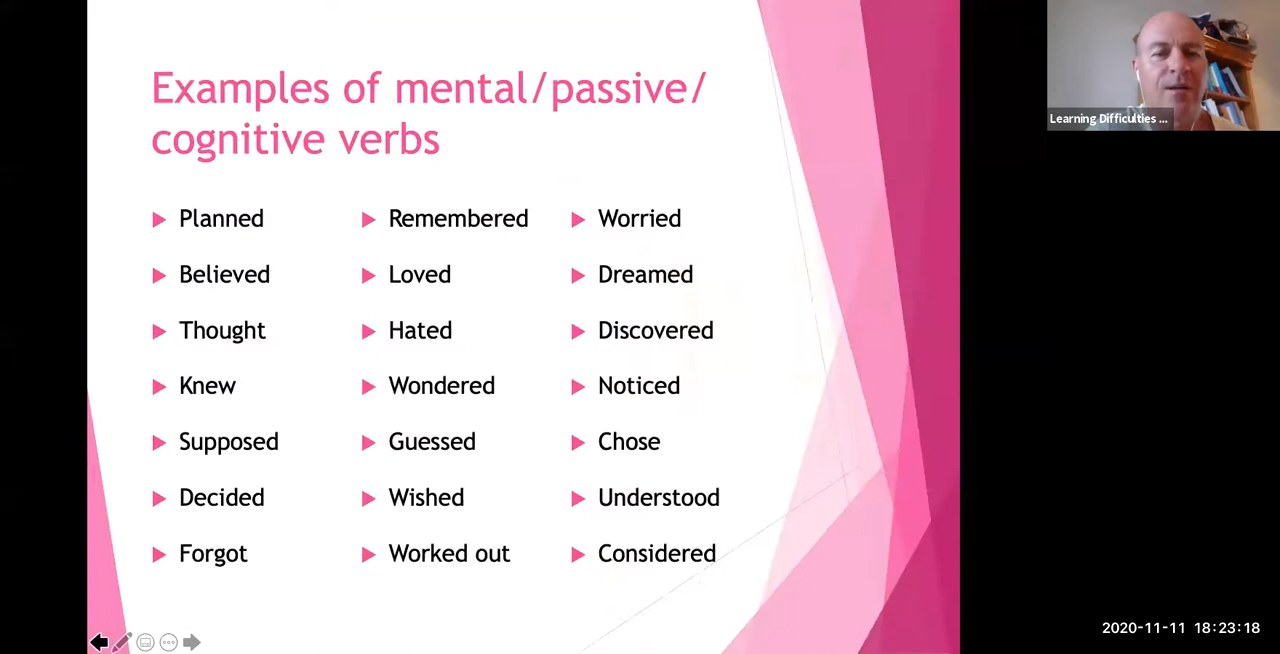 Examples of mental/passive/
cognitive verbs
Planned
Believed
Thought
Knew
Supposed
Decided
Forgot
Remembered
Loved
Hated
Wondered
Guessed
Wished
Worked out
Worried
Dreamed
Discovered
Noticed
Chose
Understood
Considered
Learning Difficulties ...
2020-11-11 18:23:18